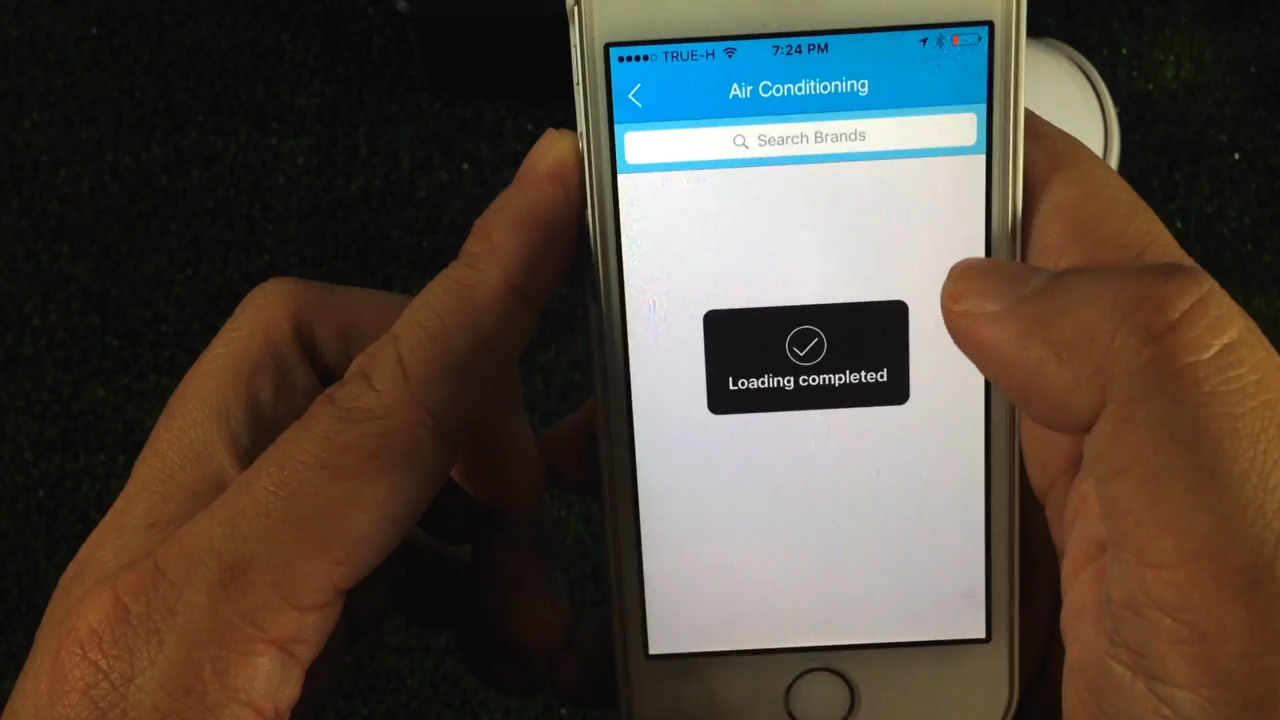 TRUE-H 7:24 PM
Air Conditioning
Search Brands
Loading completed